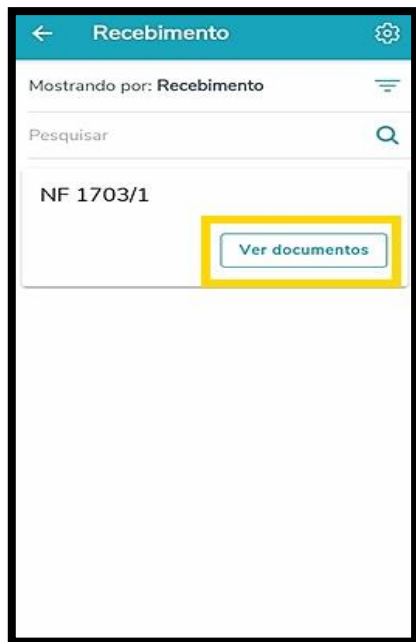 Recebimento
Mostrando por: Recebimento
Pesquisar
NF 1703/1
Ver documentos